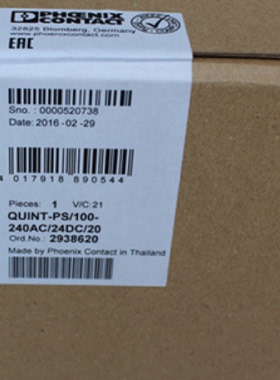 PHOENIX
CONTACT
32825 Blomberg, Germany
www.phoenixcontact.com
EAC
Sno.: 0000520738
Date: 2016-02-29
4 017918 890544
Pieces: 1 V/C: 21
QUINT-PS/100-
240AC/24DC/20
Ord.No.: 2938620
Made by Phoenix Contact in Thailand